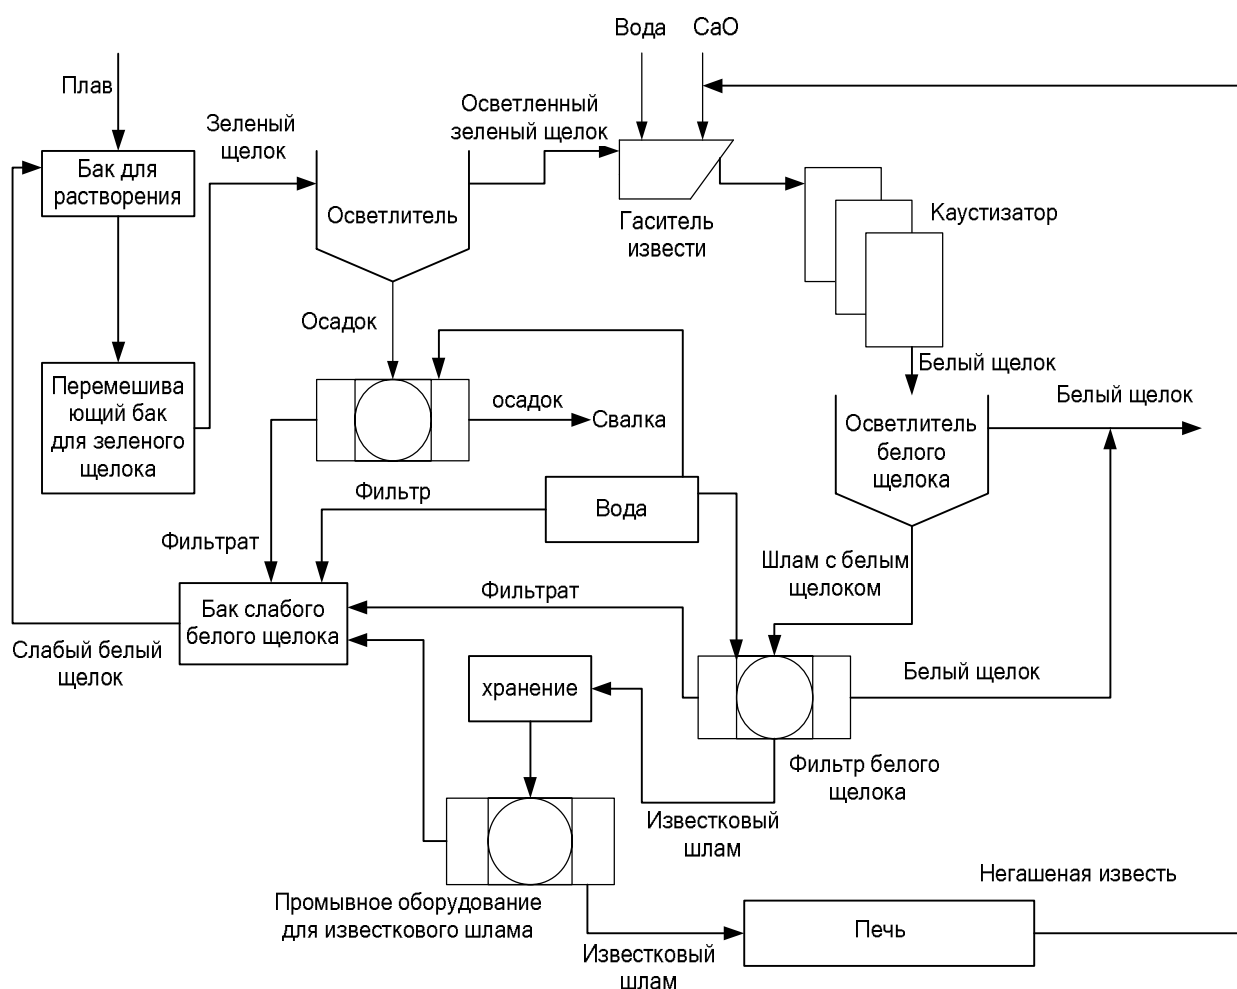 Вода
CaO
Плав
Зеленый
щелок
Осветленный
зеленый щелок
Бак для
растворения
Осветлитель
Гаситель
извести
Каустизатор
Осадок
Перемешива
ющий бак
для зеленого
щелока
осадок
Свалка
Белый щелок
Белый щелок
Осветлитель
белого
щелока
Фильтр
Вода
Фильтрат
Шлам с белым
щелоком
Фильтрат
Бак слабого
белого щелока
Слабый белый
щелок
хранение
Белый щелок
Фильтр белого
щелока
Известковый
шлам
Промывное оборудование
для известкового шлама
Негашеная известь
Печь
Известковый
шлам